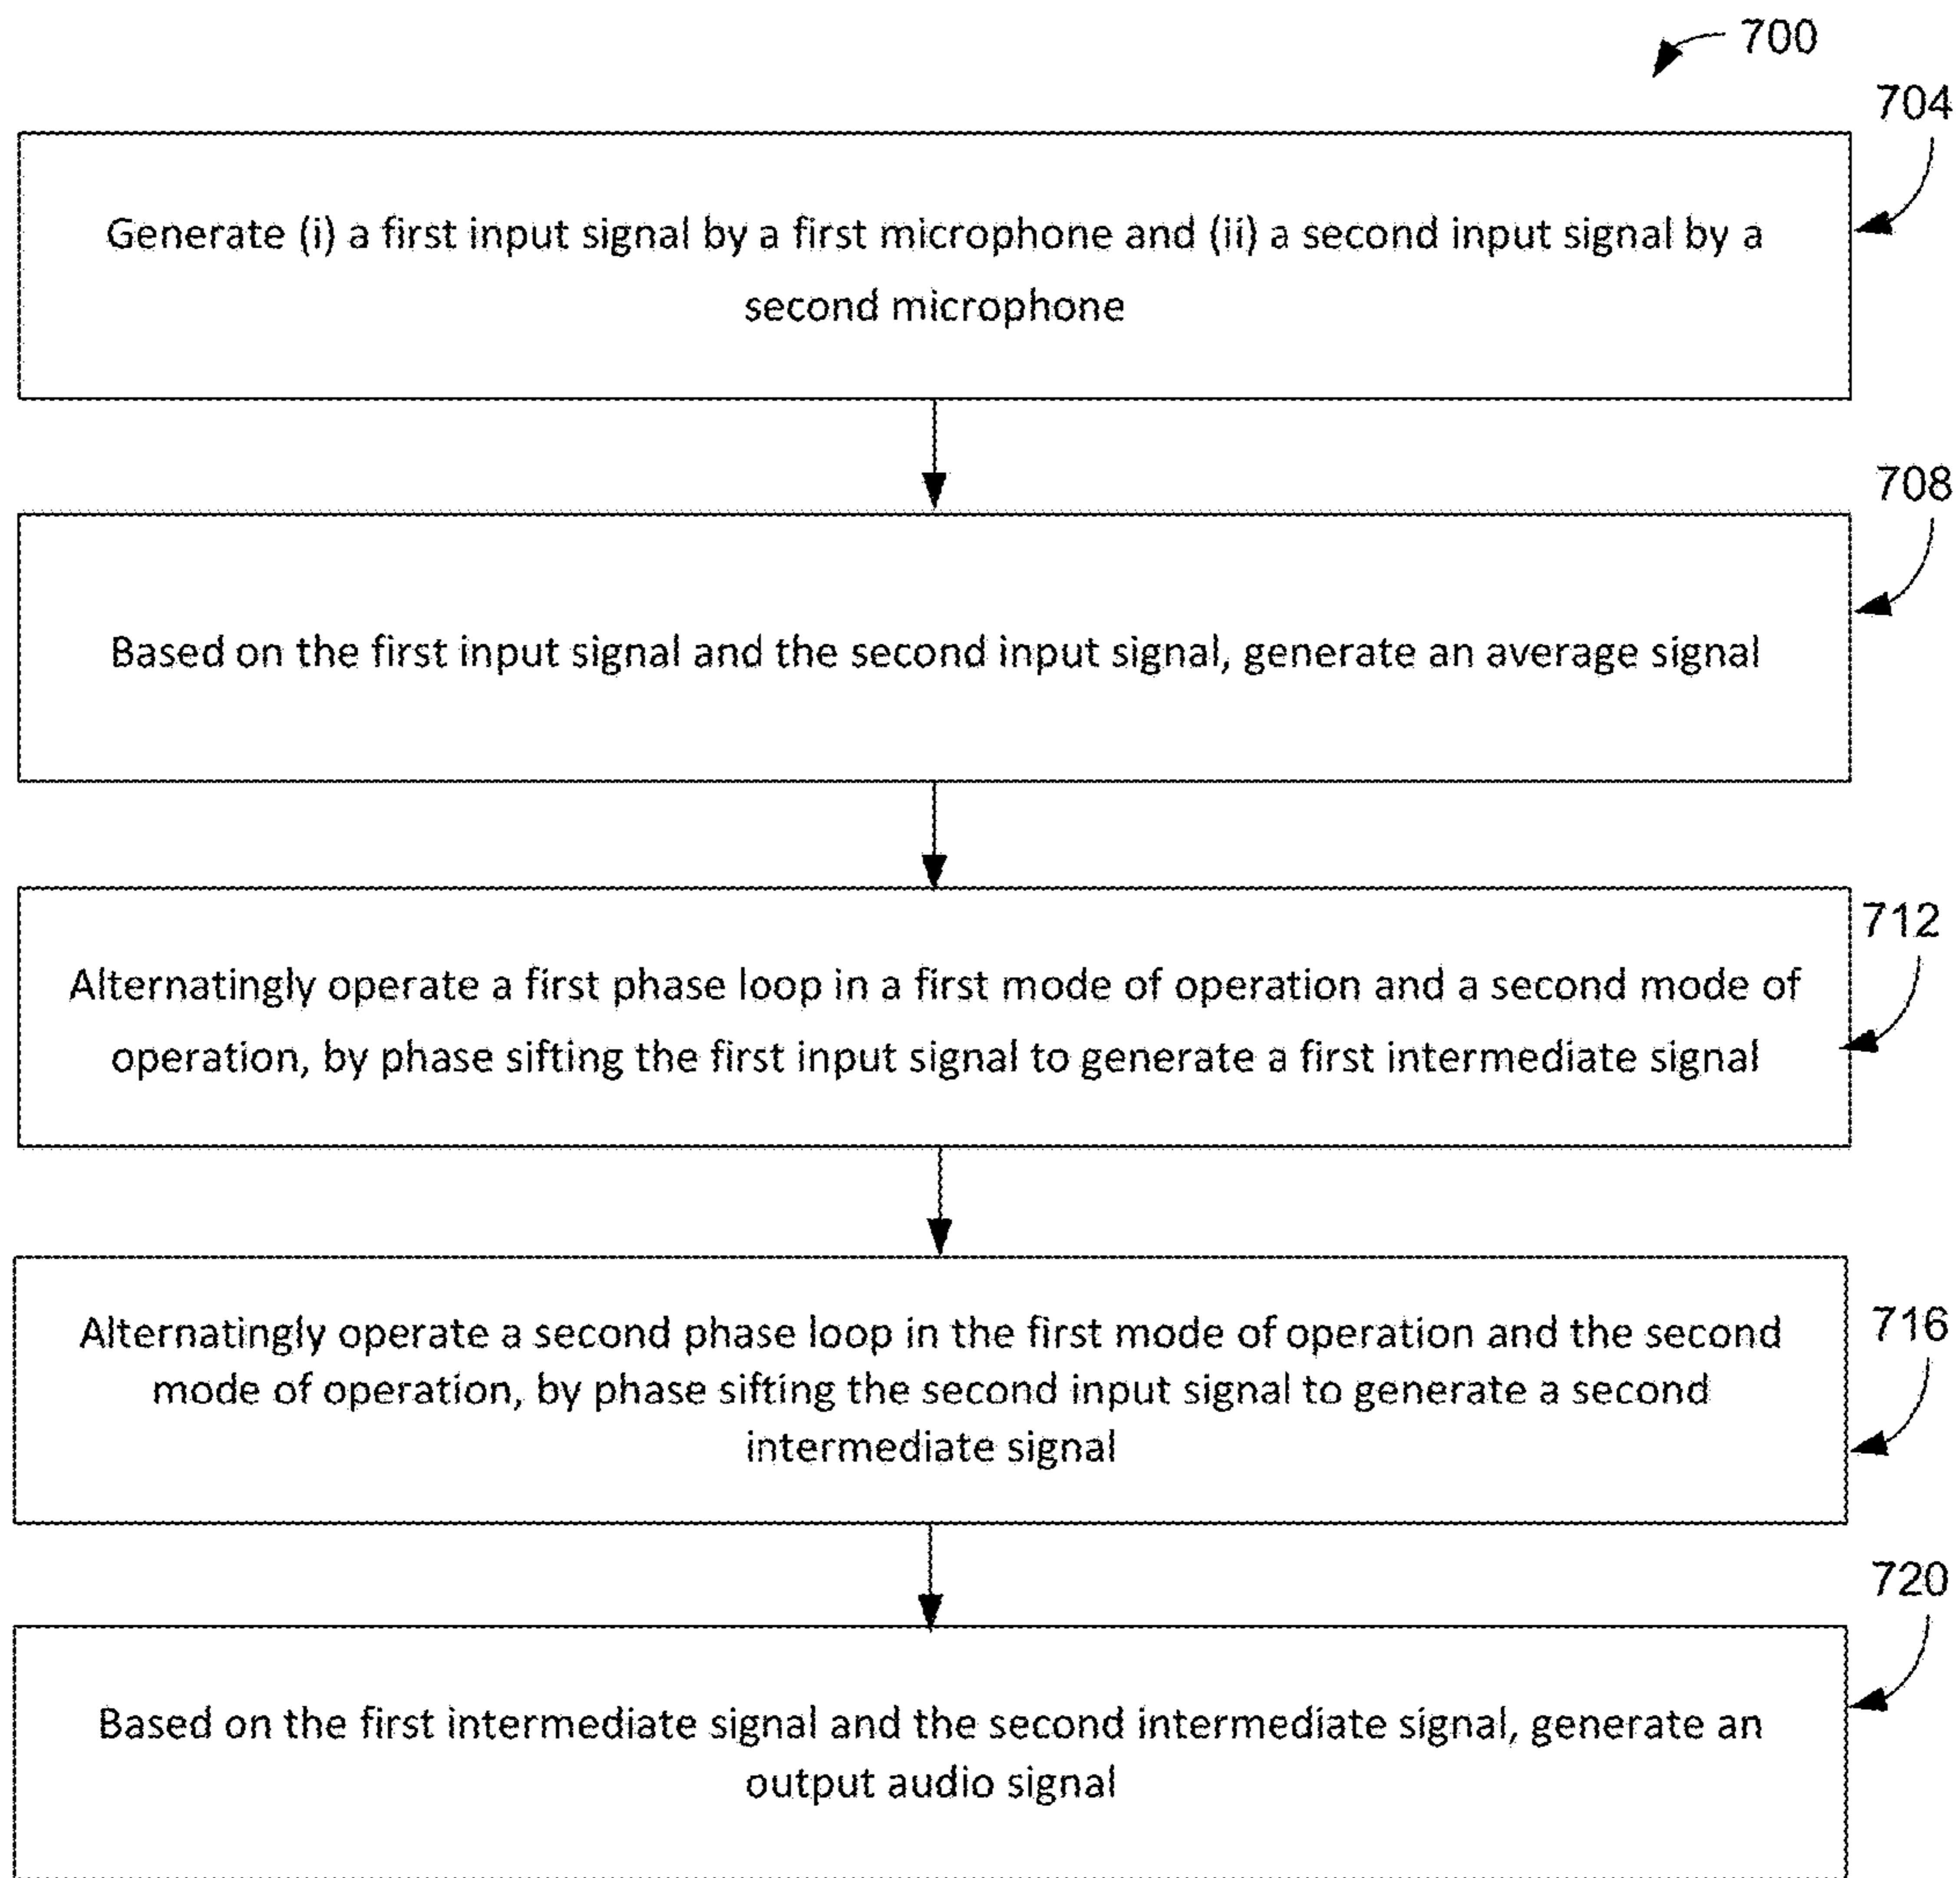 700
704
Generate (i) a first input signal by a first microphone and (ii) a second input signal by a
second microphone
708
Based on the first input signal and the second input signal, generate an average signal
712
Alternatingly operate a first phase loop in a first mode of operation and a second mode of
operation, by phase sifting the first input signal to generate a first intermediate signal
716
Alternatingly operate a second phase loop in the first mode of operation and the second
mode of operation, by phase sifting the second input signal to generate a second
intermediate signal
720
Based on the first intermediate signal and the second intermediate signal, generate an
output audio signal